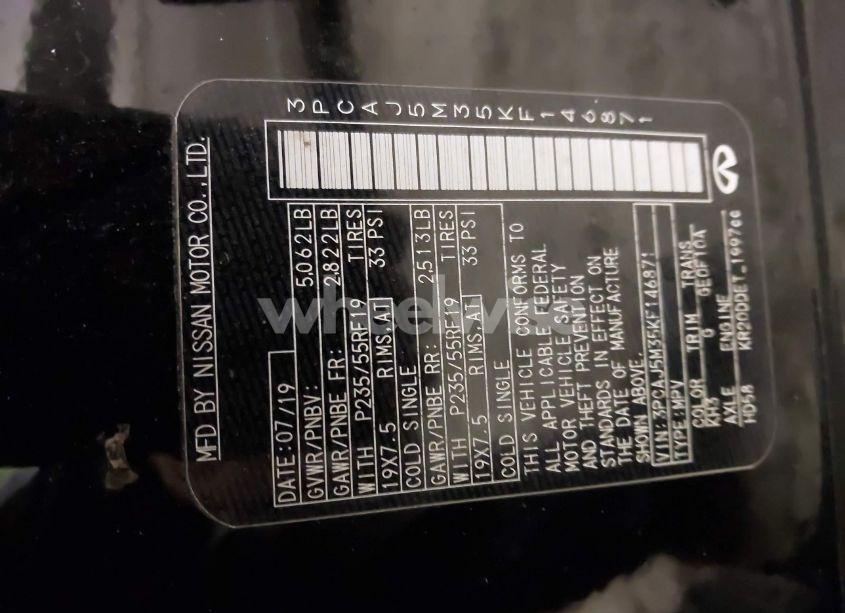 MFD BY NISSAN MOTOR CO.,LTD.
3PCAJ5M35KF146871
DATE:07/19
GVWR/PNBV: 5,062LB
GAWR/PNBE FR: 2,822LB
WITH P235/55RF19 TIRES
19X7.5 RIMS,AT 33 PSI
COLD SINGLE
GAWR/PNBE RR: 2,513LB
WITH P235/55RF19 TIRES
19X7.5 RIMS,AT 33 PSI
COLD SINGLE
THIS VEHICLE CONFORMS TO
ALL APPLICABLE FEDERAL
MOTOR VEHICLE SAFETY
AND THEFT PREVENTION
STANDARDS IN EFFECT ON
THE DATE OF MANUFACTURE
SHOWN ABOVE.
VIN:3PCAJ5M35KF146871
TYPE:MPV
COLOR TRIM TRANS
KH3 G GE0F10A
AXLE ENGINE
HD58 KR20DDET 1997cc